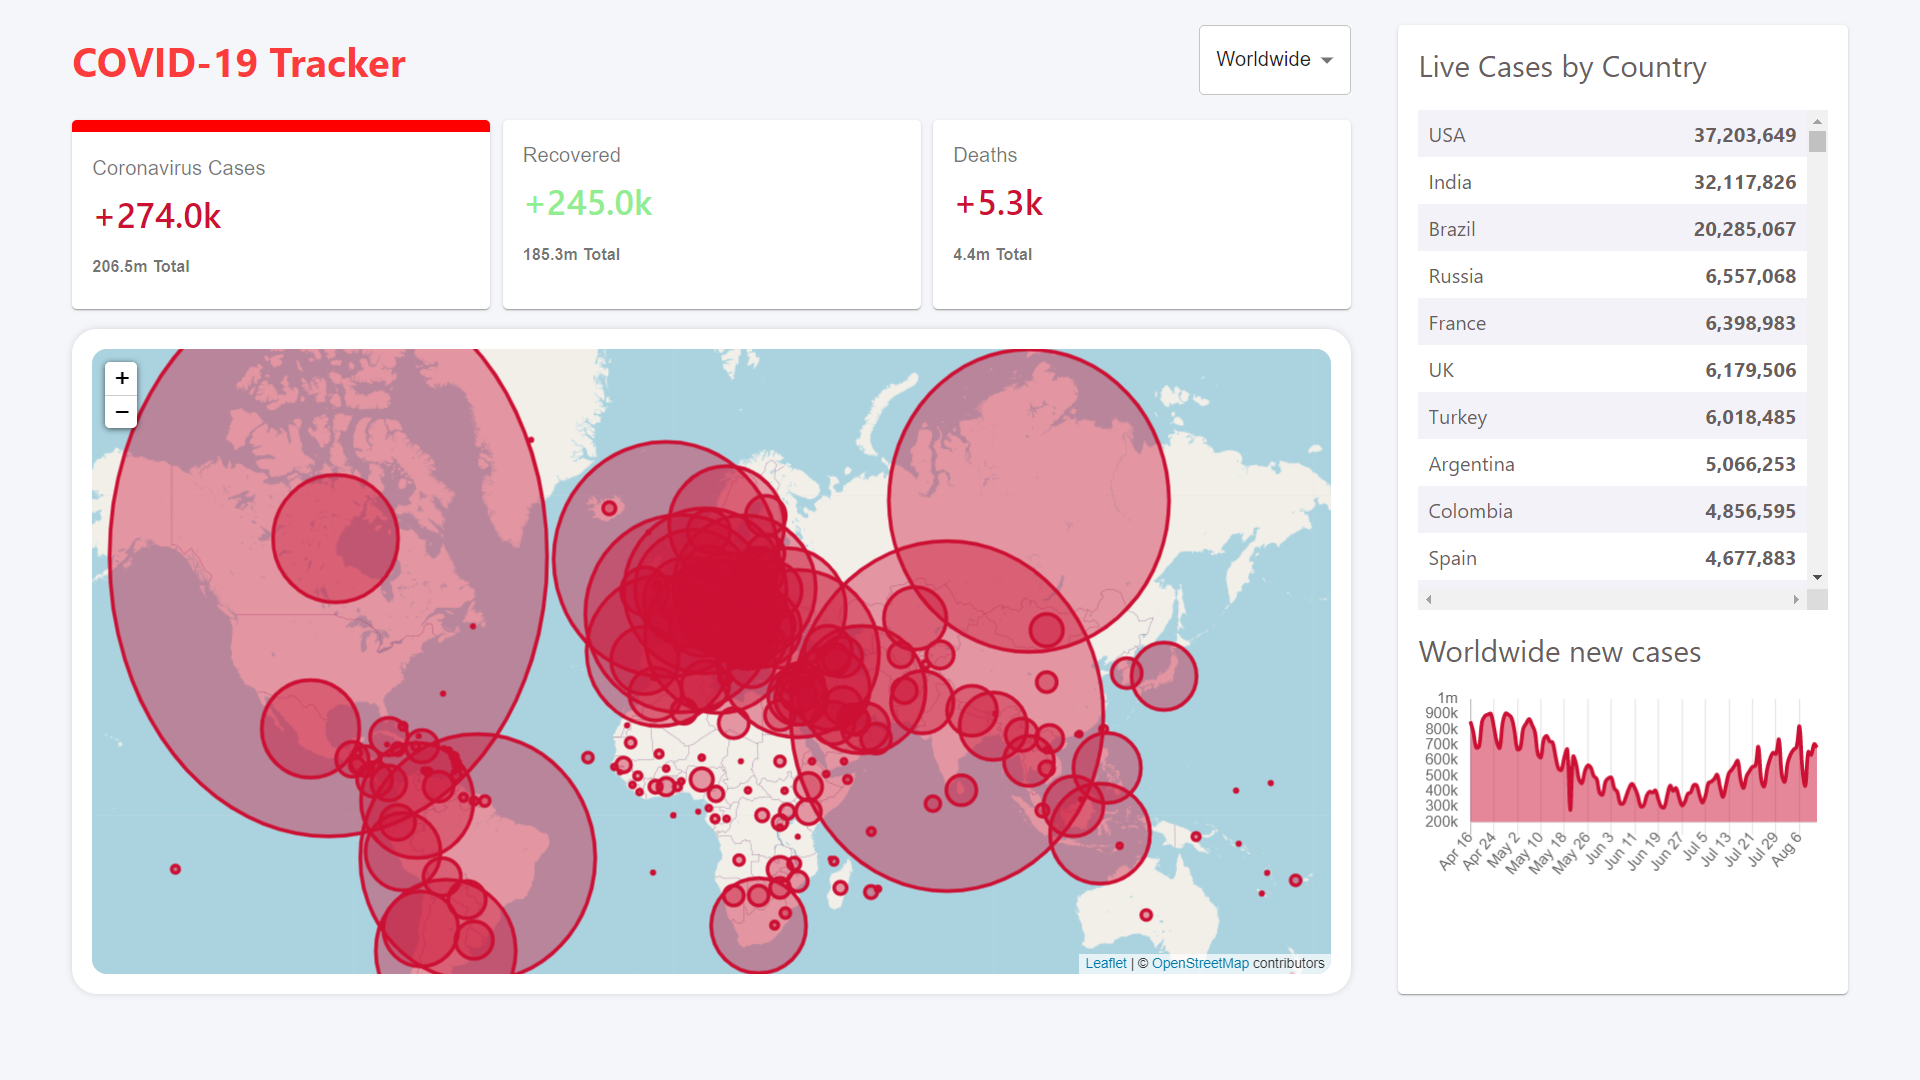 COVID-19 Tracker
Worldwide
Coronavirus Cases
+274.0k
206.5m Total
Recovered
+245.0k
185.3m Total
Deaths
+5.3k
4.4m Total
+
−
Leaflet | © OpenStreetMap contributors
Live Cases by Country
USA 37,203,649
India 32,117,826
Brazil 20,285,067
Russia 6,557,068
France 6,398,983
UK 6,179,506
Turkey 6,018,485
Argentina 5,066,253
Colombia 4,856,595
Spain 4,677,883
Worldwide new cases
1m
900k
800k
700k
600k
500k
400k
300k
200k
Apr 16
Apr 24
May 2
May 10
May 18
May 26
Jun 3
Jun 11
Jun 19
Jun 27
Jul 5
Jul 13
Jul 21
Jul 29
Aug 6